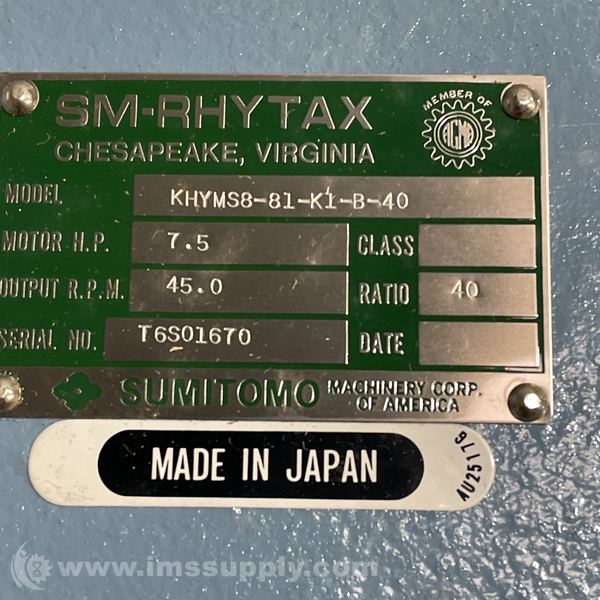 SM-RHYTAX
CHESAPEAKE, VIRGINIA
MEMBER OF
AGMA
MODEL KHYMS8-81-K1-B-40
MOTOR H.P. 7.5 CLASS
OUTPUT R.P.M. 45.0 RATIO 40
SERIAL NO. T6S01670 DATE
SUMITOMO MACHINERY CORP.
OF AMERICA
MADE IN JAPAN
AU25176
www.imssupply.com